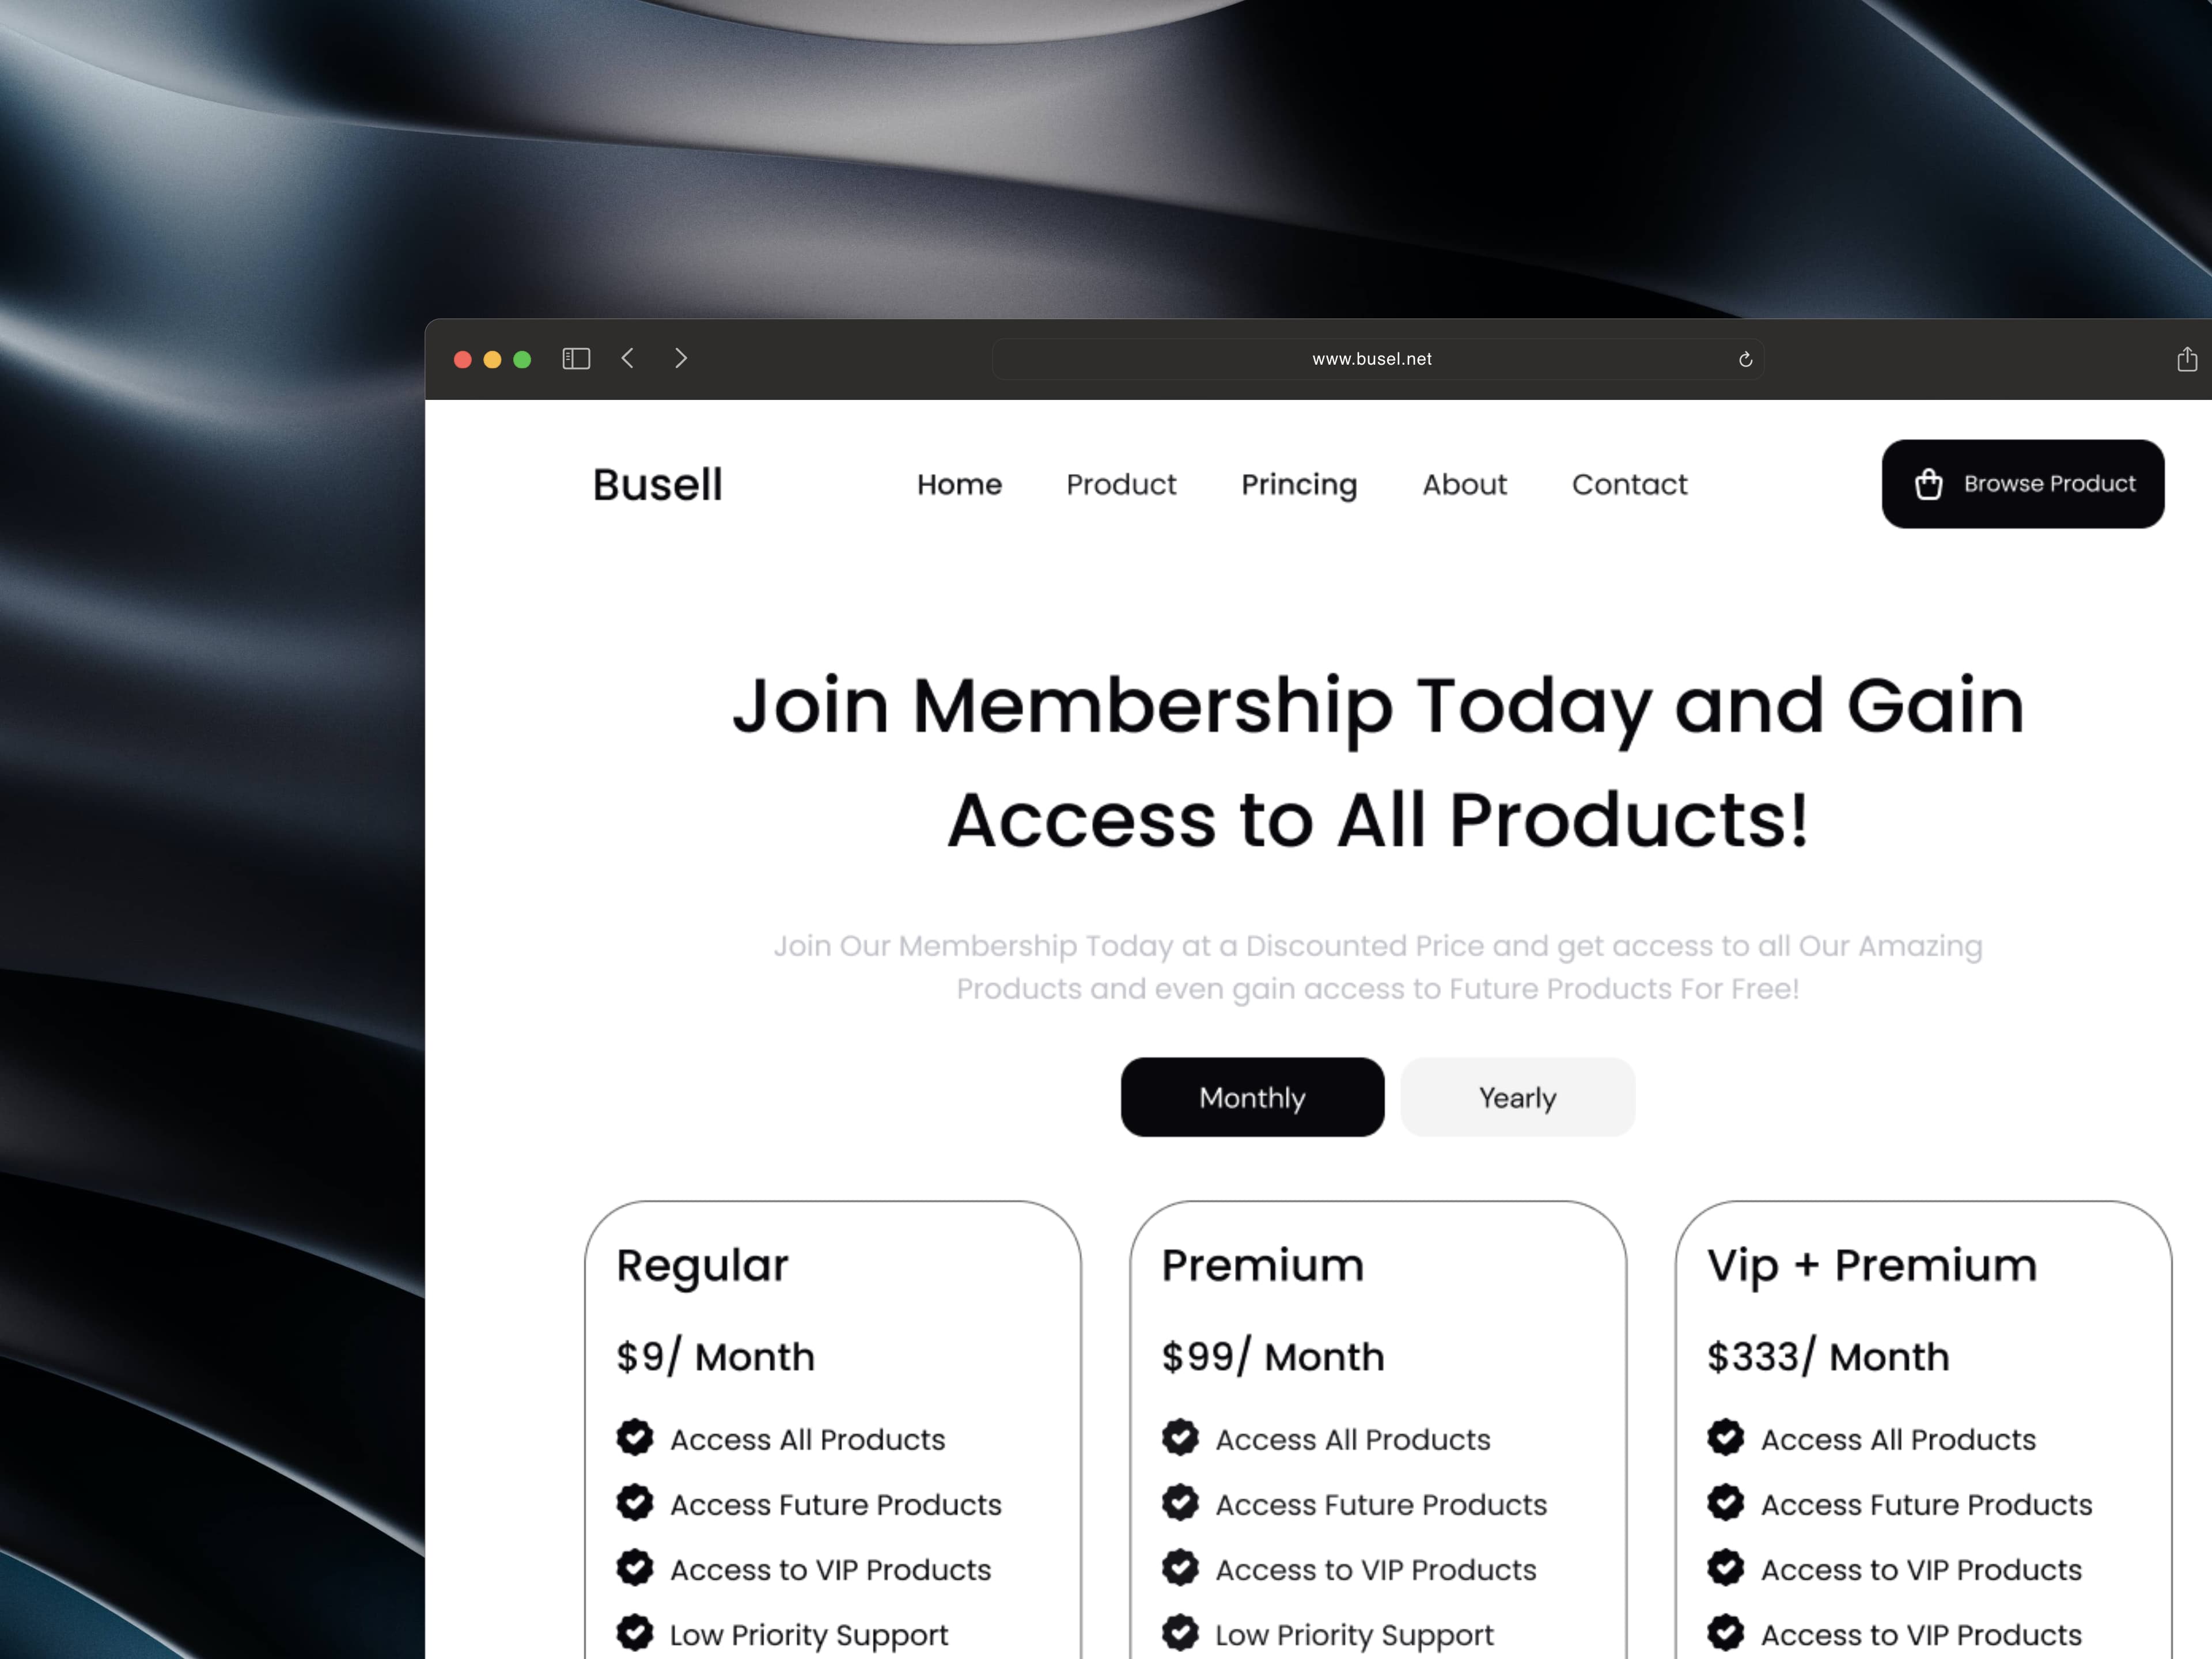 www.busel.net
Busell
Home
Product
Princing
About
Contact
Browse Product
Join Membership Today and Gain
Access to All Products!
Join Our Membership Today at a Discounted Price and get access to all Our Amazing
Products and even gain access to Future Products For Free!
Monthly
Yearly
Regular
$9/ Month
Access All Products
Access Future Products
Access to VIP Products
Low Priority Support
Premium
$99/ Month
Access All Products
Access Future Products
Access to VIP Products
Low Priority Support
Vip + Premium
$333/ Month
Access All Products
Access Future Products
Access to VIP Products
Access to VIP Products